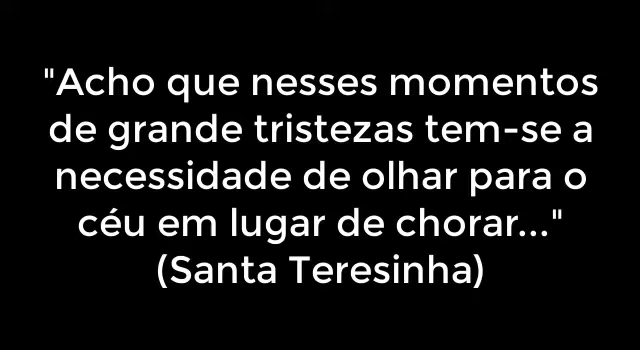 "Acho que nesses momentos
de grande tristezas tem-se a
necessidade de olhar para o
céu em lugar de chorar..."
(Santa Teresinha)